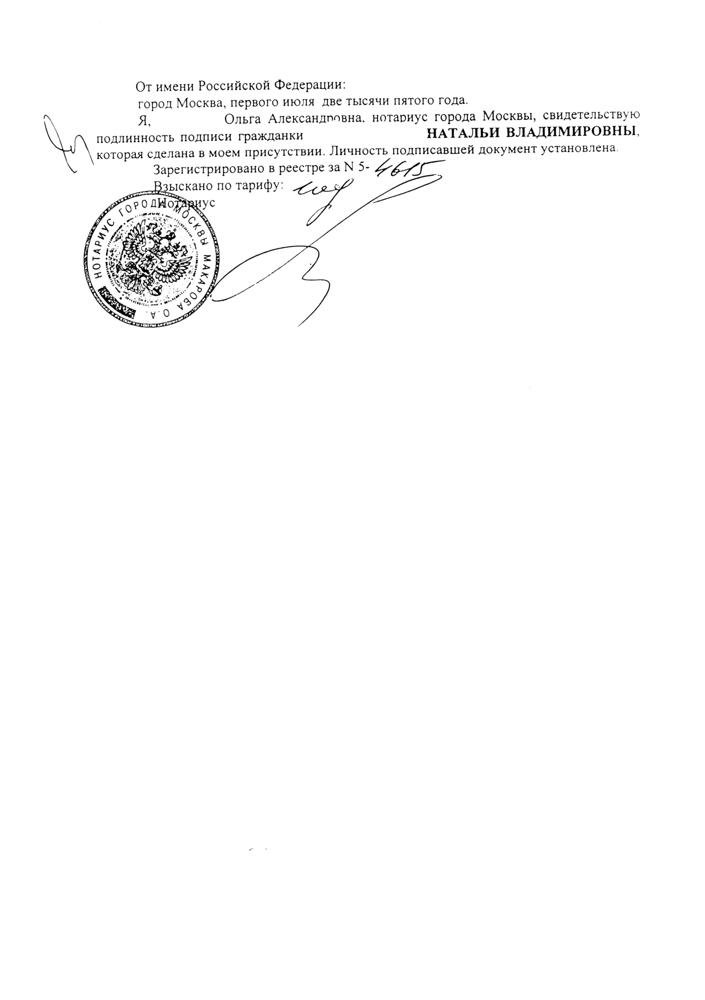 От имени Российской Федерации:
город Москва, первого июля две тысячи пятого года.
Я, Ольга Александровна, нотариус города Москвы, свидетельствую
подлинность подписи гражданки НАТАЛЬИ ВЛАДИМИРОВНЫ,
которая сделана в моем присутствии. Личность подписавшей документ установлена.
Зарегистрировано в реестре за N 5- 4615
Взыскано по тарифу:
Нотариус
НОТАРИУС ГОРОДА МОСКВЫ МАКАРОВА О.А.